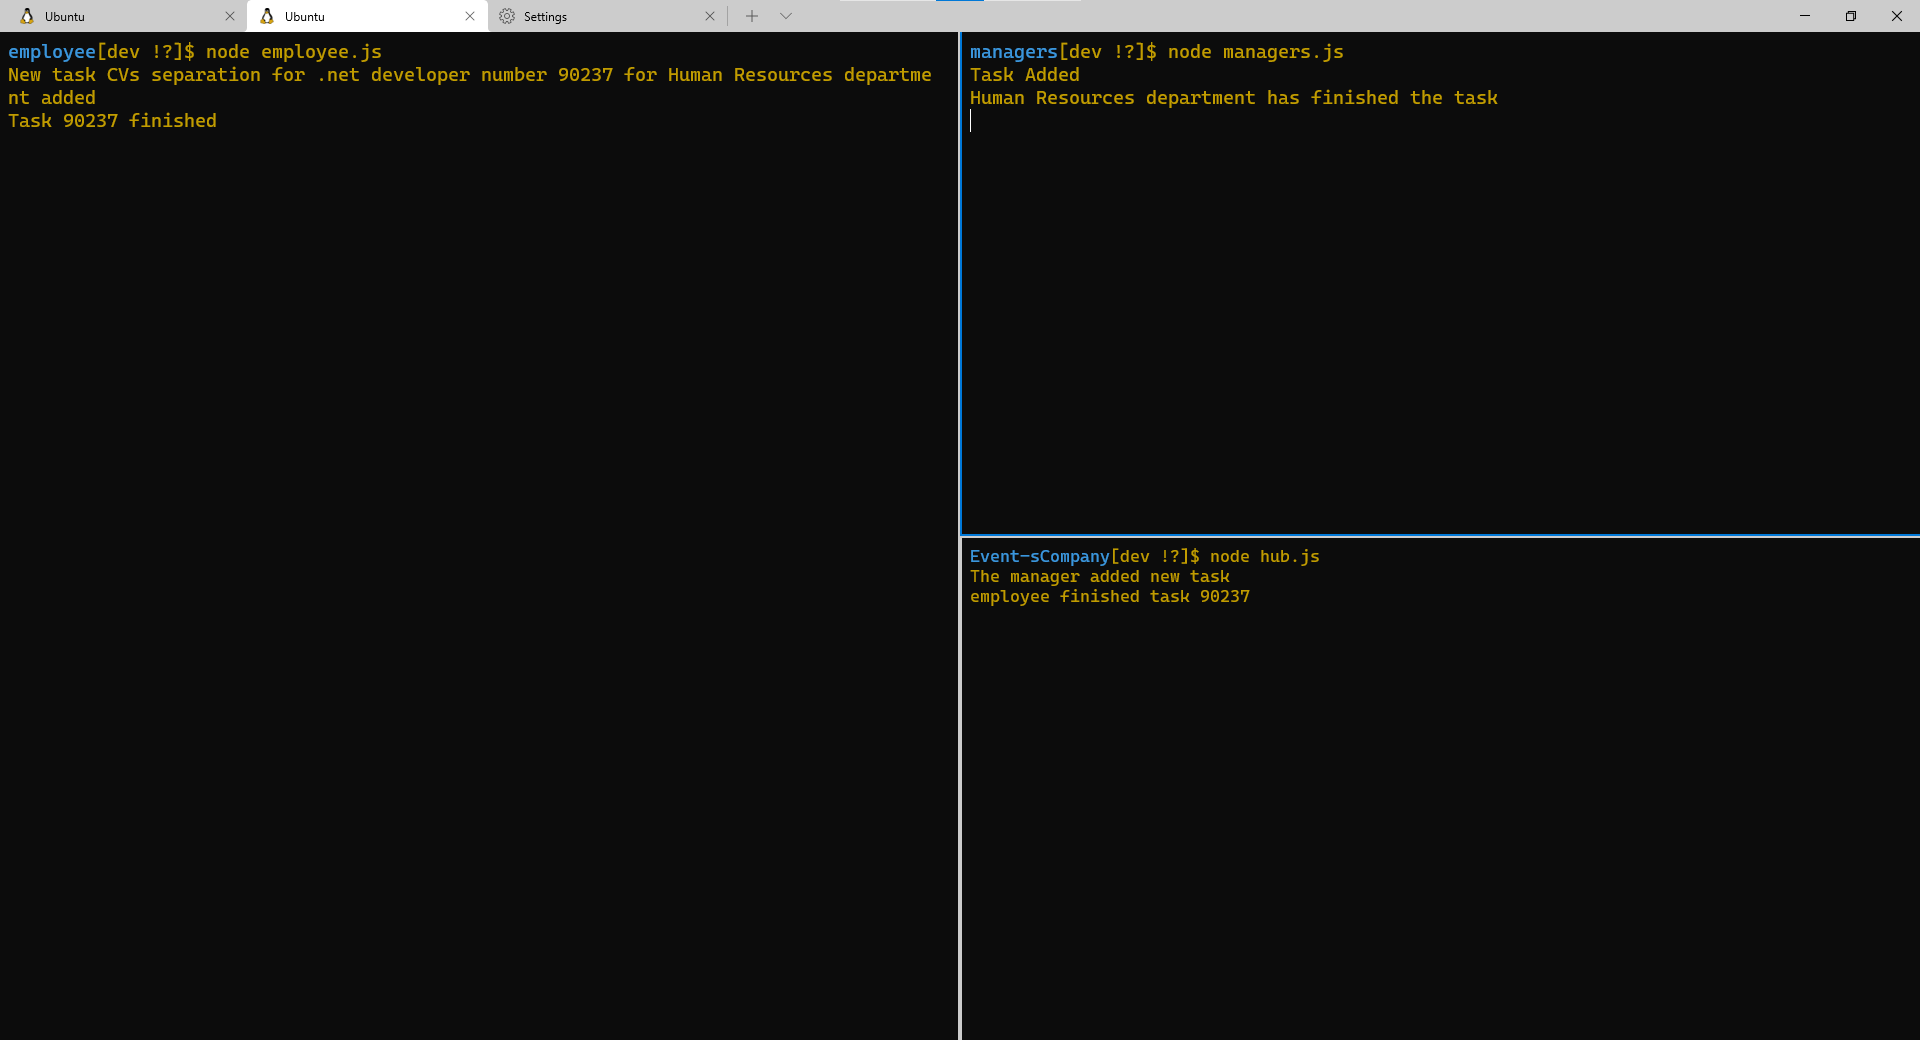 Ubuntu
Ubuntu
Settings
employee[dev !?]$ node employee.js
New task CVs separation for .net developer number 90237 for Human Resources departme
nt added
Task 90237 finished
managers[dev !?]$ node managers.js
Task Added
Human Resources department has finished the task
Event-sCompany[dev !?]$ node hub.js
The manager added new task
employee finished task 90237